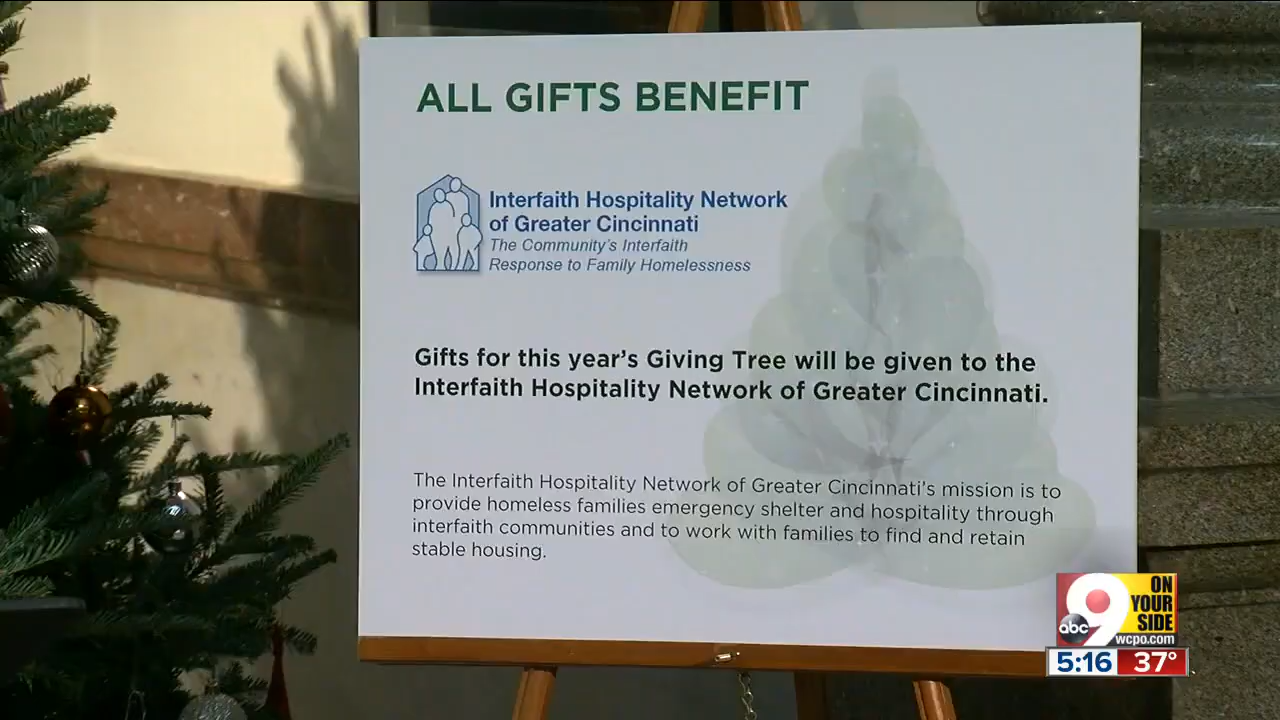 ALL GIFTS BENEFIT
Interfaith Hospitality Network
of Greater Cincinnati
The Community's Interfaith
Response to Family Homelessness
Gifts for this year's Giving Tree will be given to the
Interfaith Hospitality Network of Greater Cincinnati.
The Interfaith Hospitality Network of Greater Cincinnati's mission is to
provide homeless families emergency shelter and hospitality through
interfaith communities and to work with families to find and retain
stable housing.
abc 9 ON
YOUR
SIDE
wcpo.com
5:16 37°